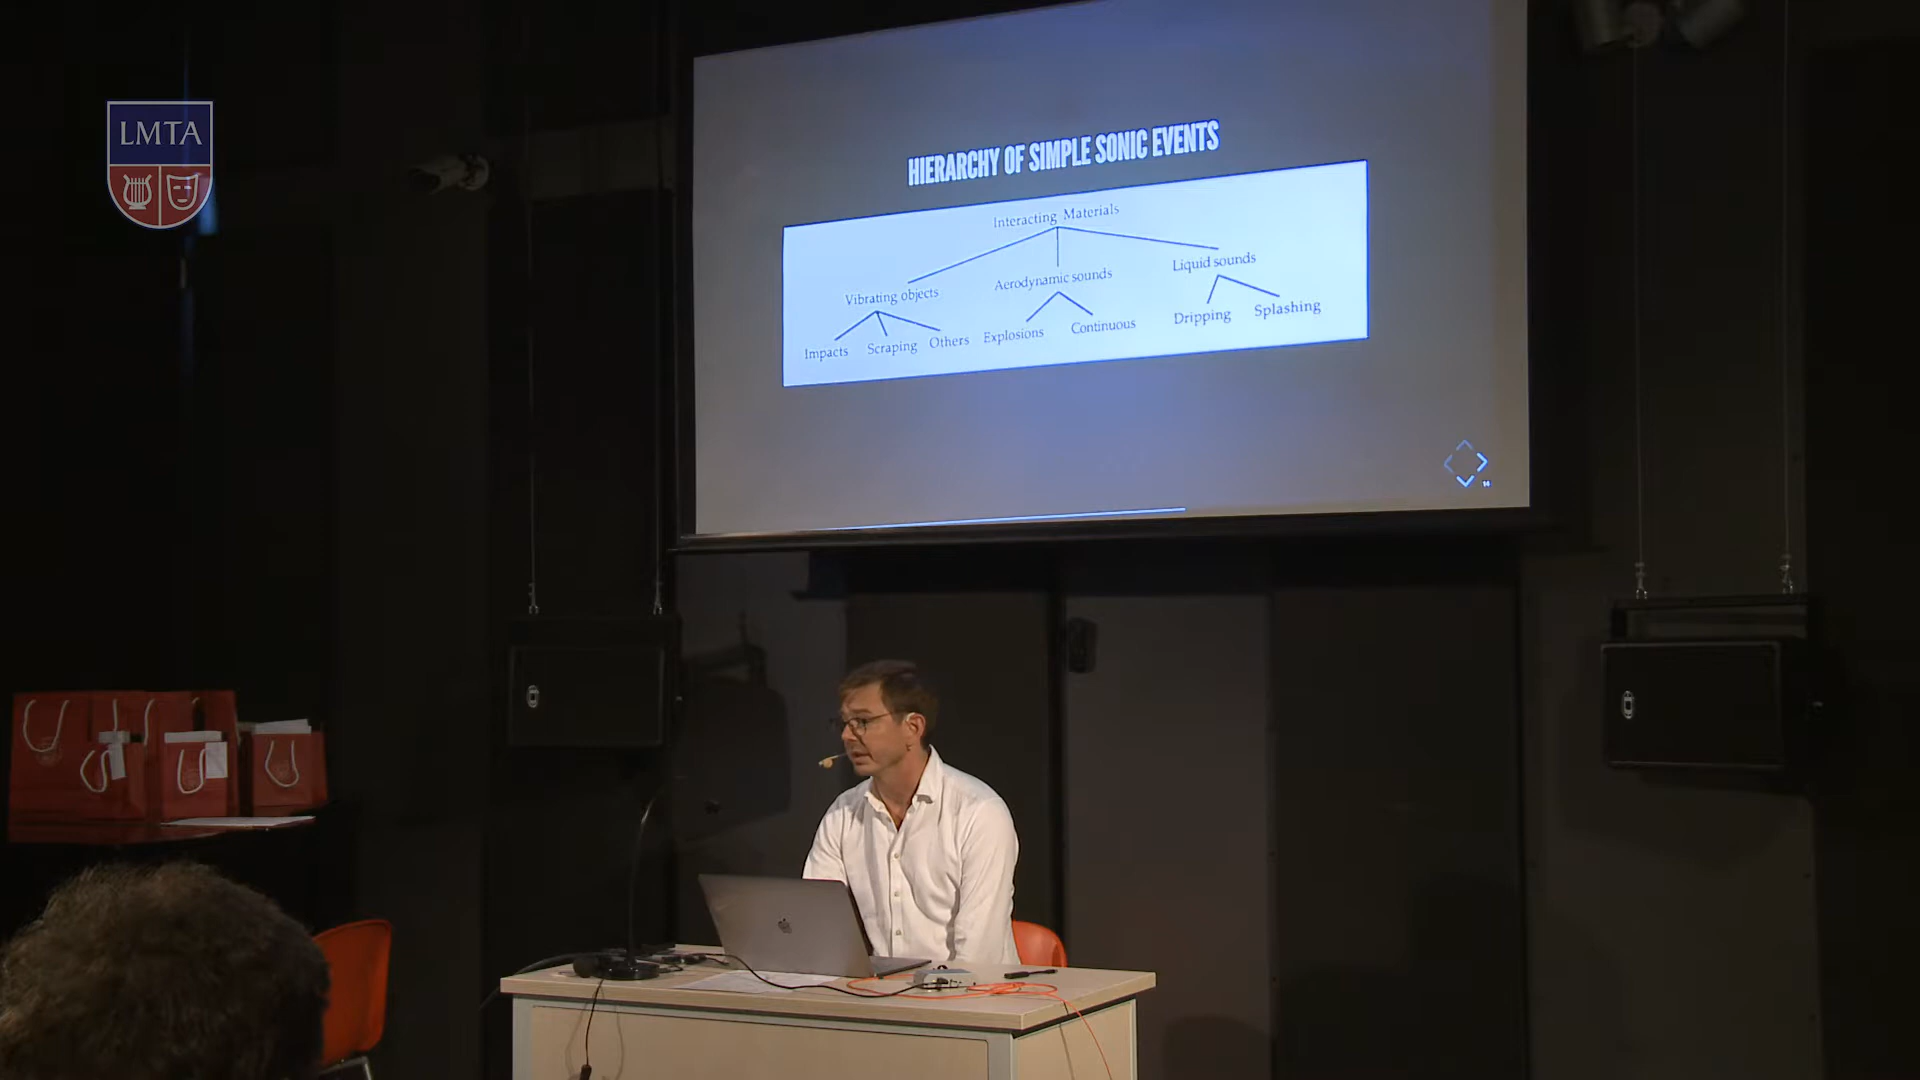 LMTA
HIERARCHY OF SIMPLE SONIC EVENTS
Interacting Materials
Vibrating objects
Aerodynamic sounds
Liquid sounds
Impacts
Scraping
Others
Explosions
Continuous
Dripping
Splashing
14